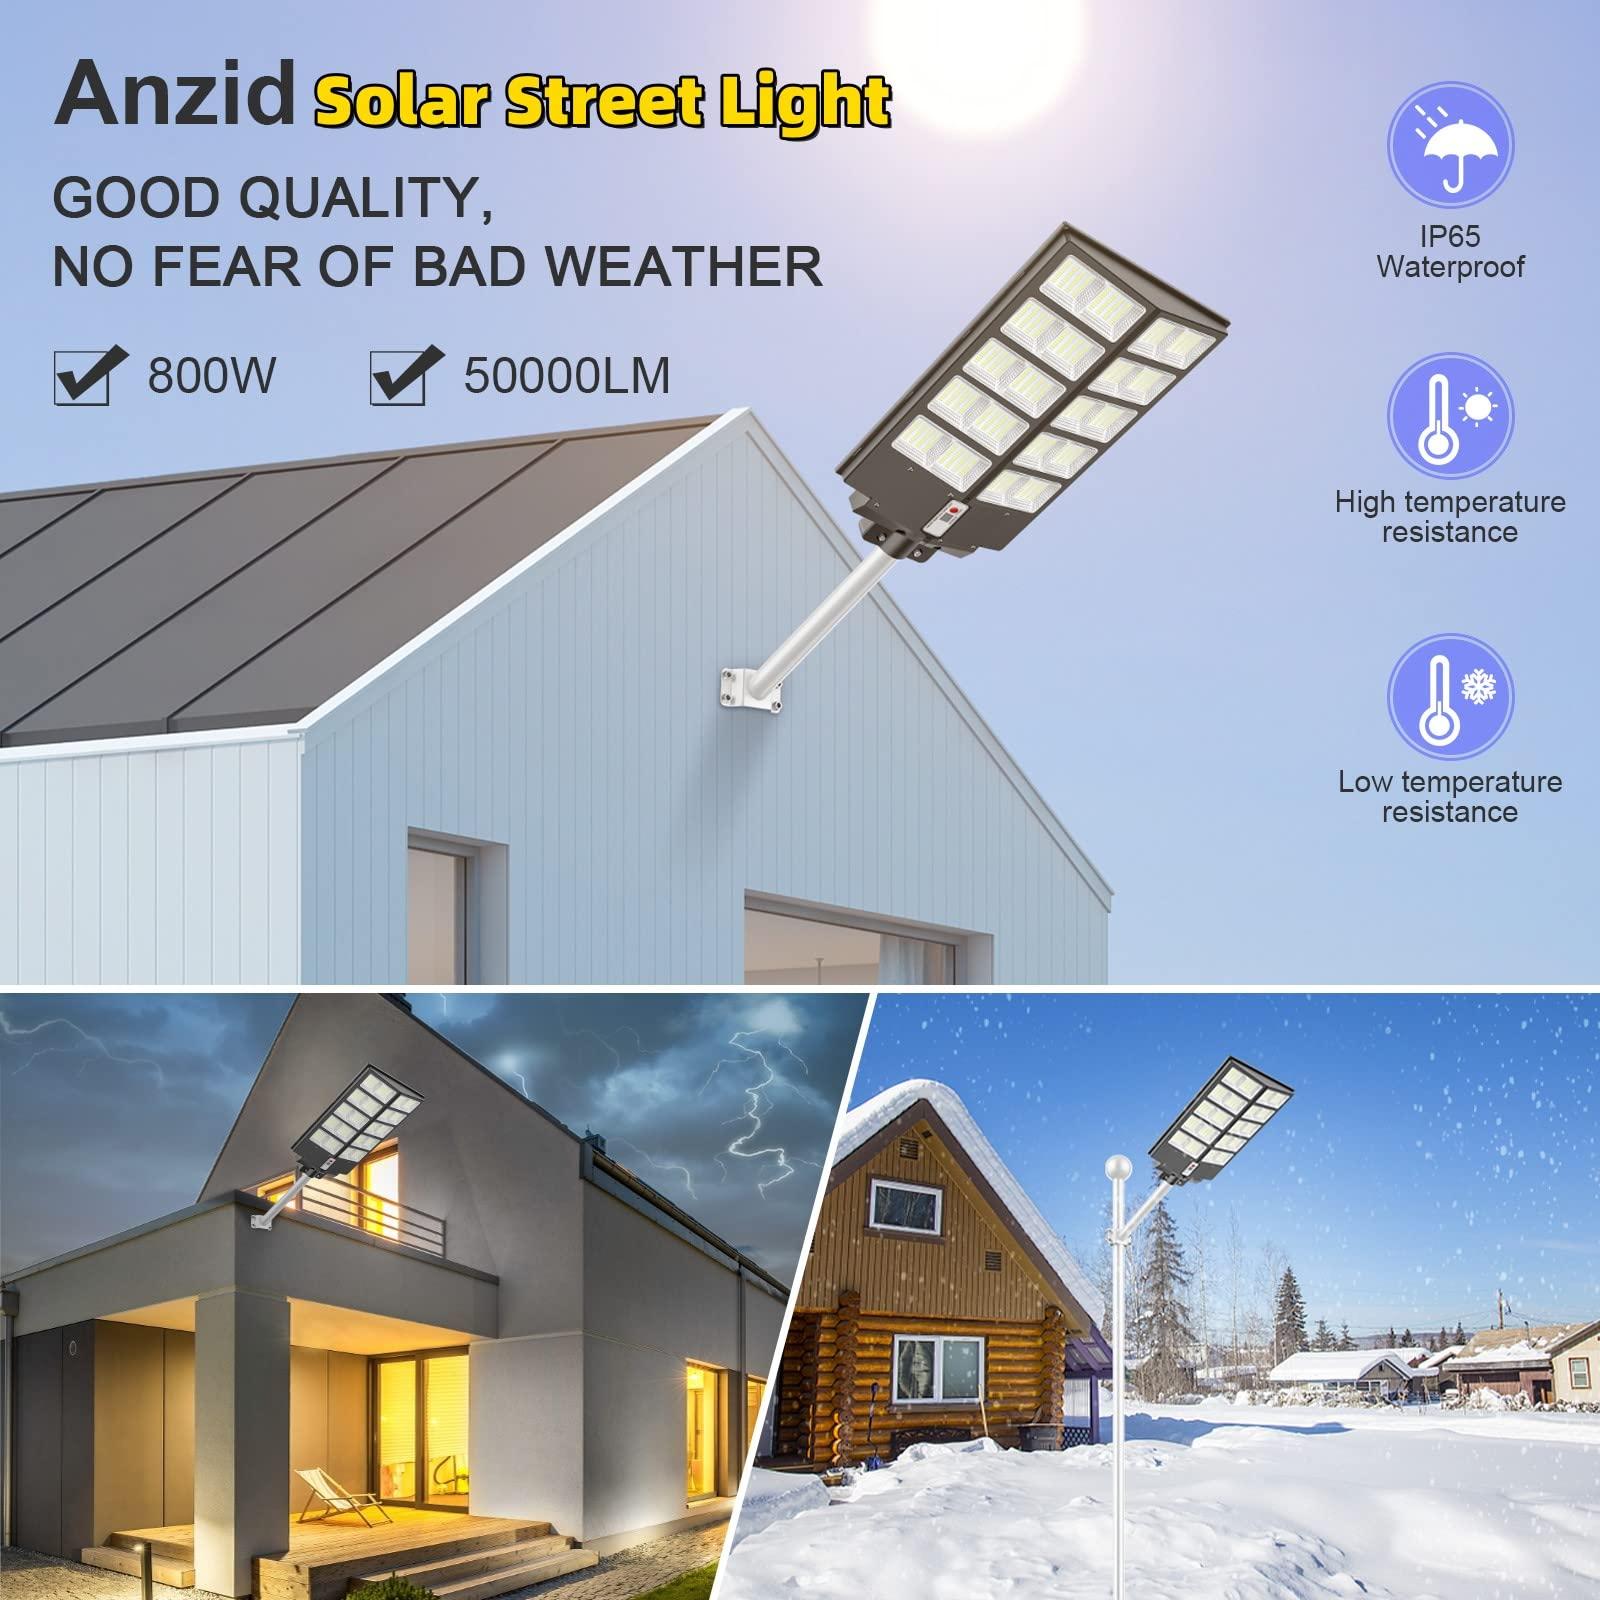 Anzid Solar Street Light
GOOD QUALITY,
NO FEAR OF BAD WEATHER
800W 50000LM
IP65
Waterproof
High temperature
resistance
Low temperature
resistance